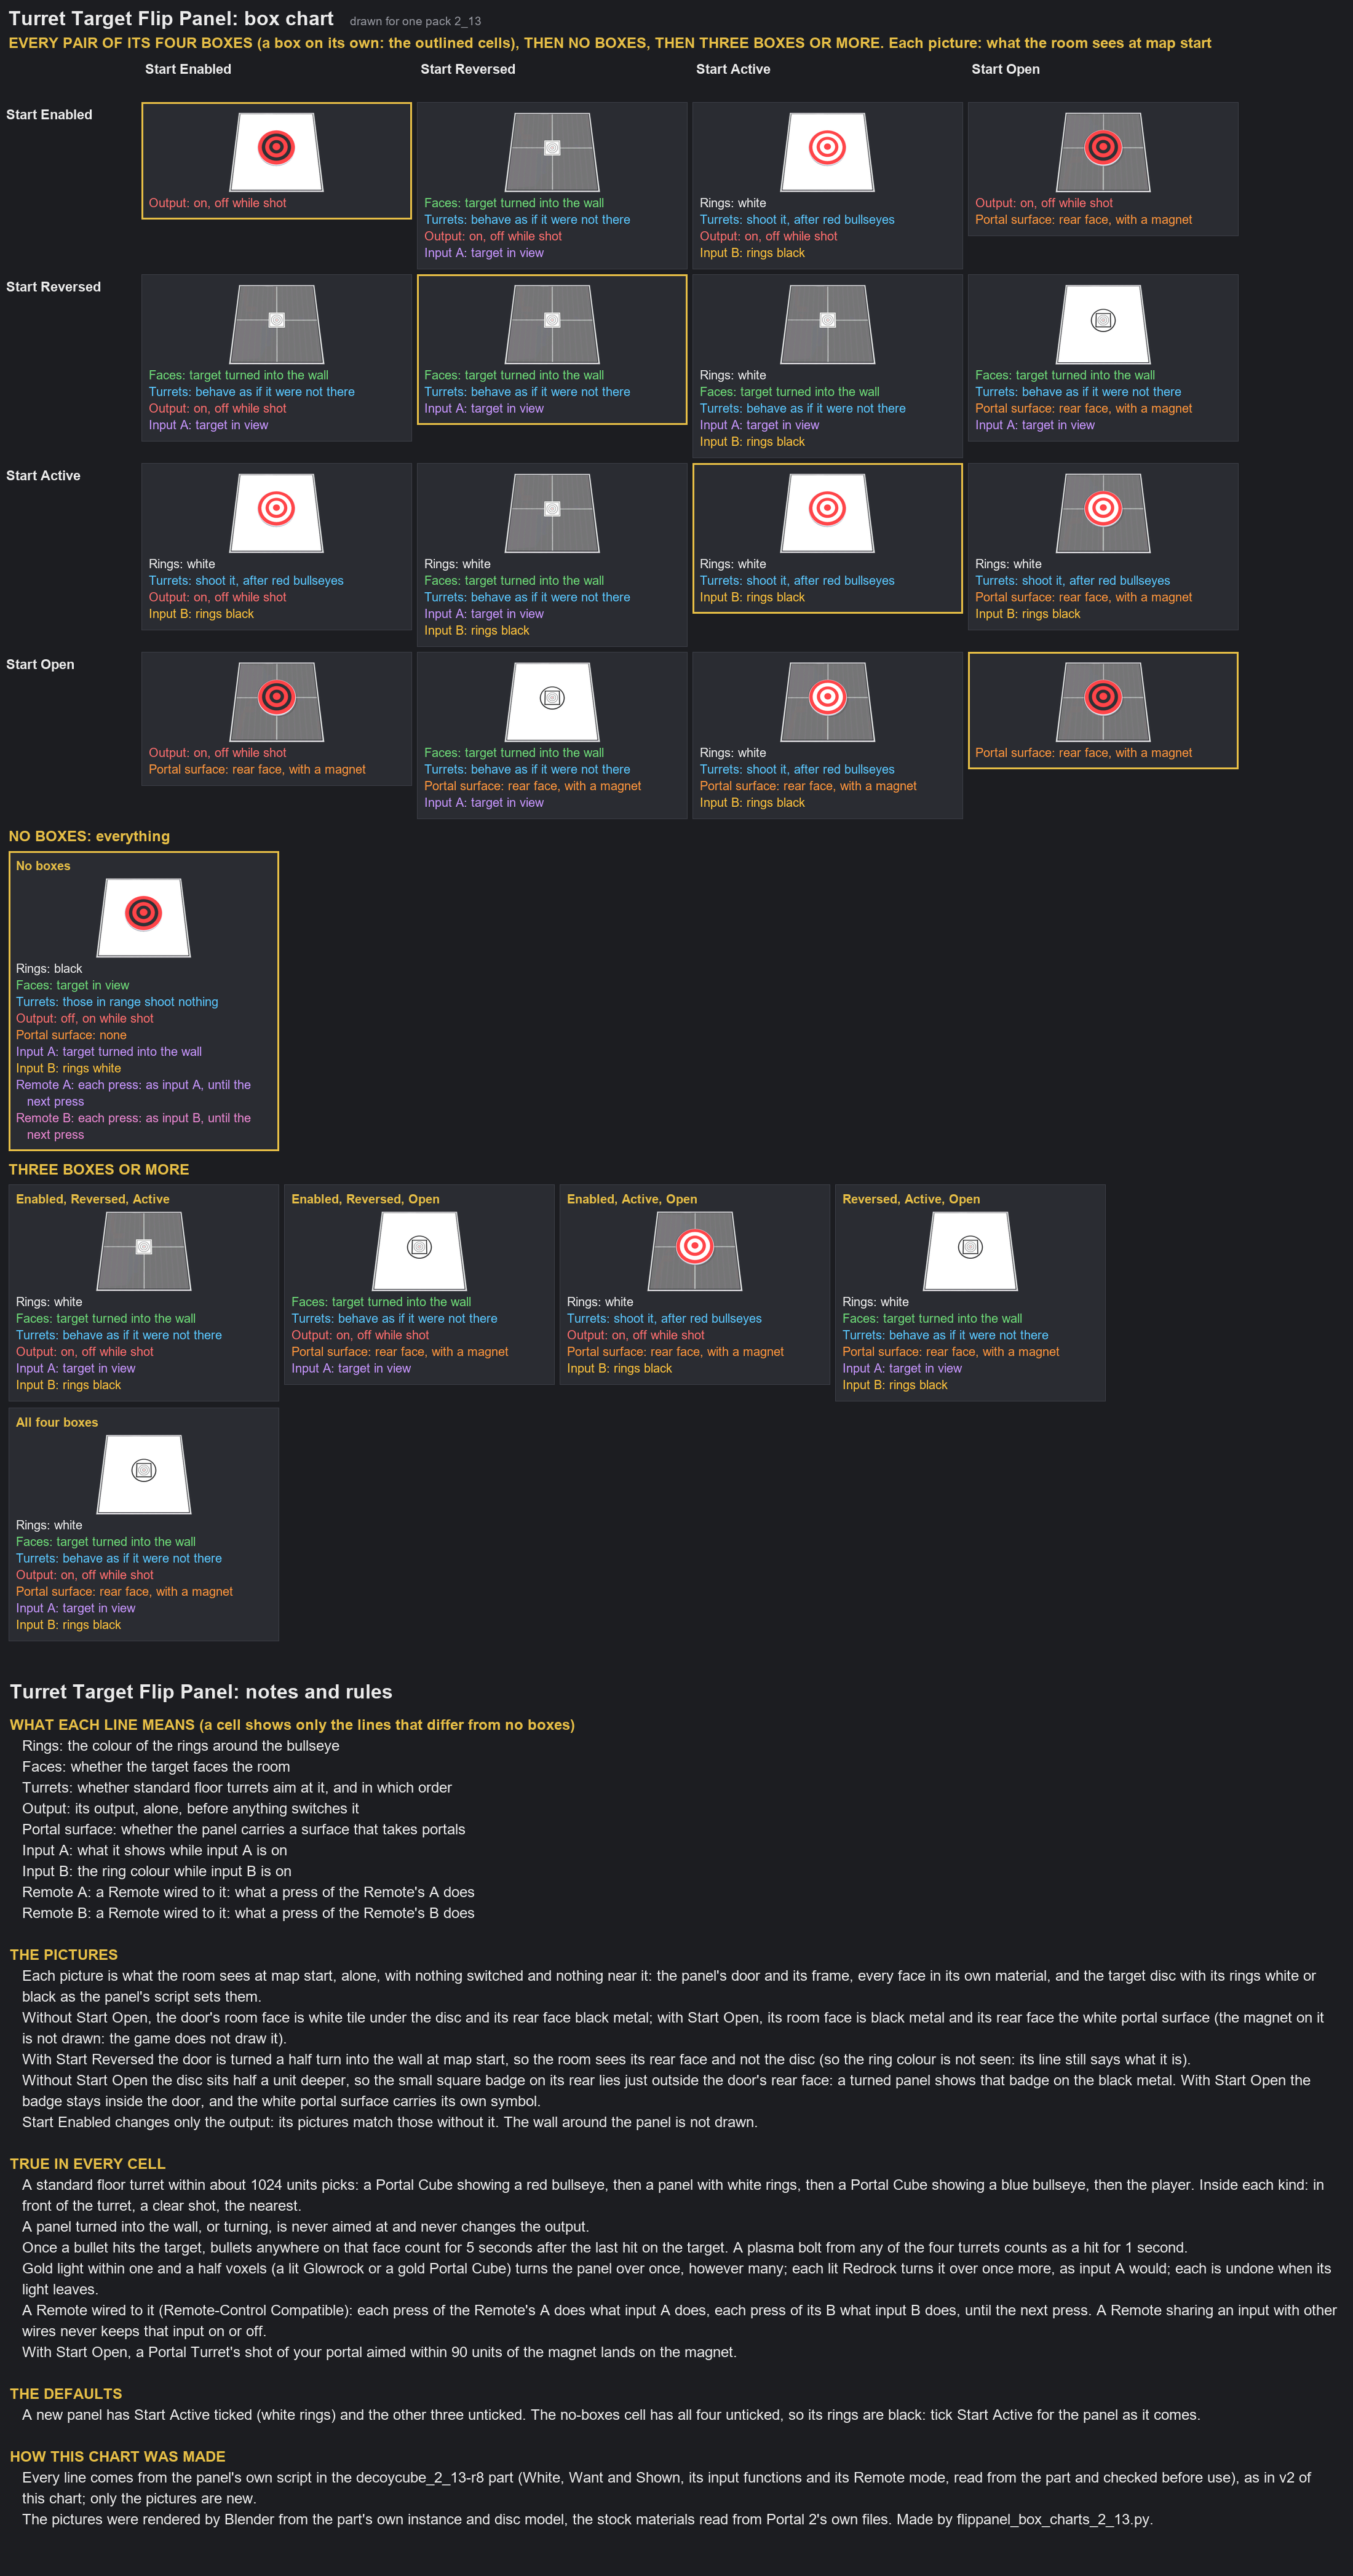 Turret Target Flip Panel: box chart drawn for one pack 2_13
EVERY PAIR OF ITS FOUR BOXES (a box on its own: the outlined cells), THEN NO BOXES, THEN THREE BOXES OR MORE. Each picture: what the room sees at map start
Start Enabled
Start Reversed
Start Active
Start Open
Start Enabled
Output: on, off while shot
Faces: target turned into the wall
Turrets: behave as if it were not there
Output: on, off while shot
Input A: target in view
Rings: white
Turrets: shoot it, after red bullseyes
Output: on, off while shot
Input B: rings black
Output: on, off while shot
Portal surface: rear face, with a magnet
Start Reversed
Faces: target turned into the wall
Turrets: behave as if it were not there
Output: on, off while shot
Input A: target in view
Faces: target turned into the wall
Turrets: behave as if it were not there
Input A: target in view
Rings: white
Faces: target turned into the wall
Turrets: behave as if it were not there
Input A: target in view
Input B: rings black
Faces: target turned into the wall
Turrets: behave as if it were not there
Portal surface: rear face, with a magnet
Input A: target in view
Start Active
Rings: white
Turrets: shoot it, after red bullseyes
Output: on, off while shot
Input B: rings black
Rings: white
Faces: target turned into the wall
Turrets: behave as if it were not there
Input A: target in view
Input B: rings black
Rings: white
Turrets: shoot it, after red bullseyes
Input B: rings black
Rings: white
Turrets: shoot it, after red bullseyes
Portal surface: rear face, with a magnet
Input B: rings black
Start Open
Output: on, off while shot
Portal surface: rear face, with a magnet
Faces: target turned into the wall
Turrets: behave as if it were not there
Portal surface: rear face, with a magnet
Input A: target in view
Rings: white
Turrets: shoot it, after red bullseyes
Portal surface: rear face, with a magnet
Input B: rings black
Portal surface: rear face, with a magnet
NO BOXES: everything
No boxes
Rings: black
Faces: target in view
Turrets: those in range shoot nothing
Output: off, on while shot
Portal surface: none
Input A: target turned into the wall
Input B: rings white
Remote A: each press: as input A, until the
next press
Remote B: each press: as input B, until the
next press
THREE BOXES OR MORE
Enabled, Reversed, Active
Rings: white
Faces: target turned into the wall
Turrets: behave as if it were not there
Output: on, off while shot
Input A: target in view
Input B: rings black
Enabled, Reversed, Open
Faces: target turned into the wall
Turrets: behave as if it were not there
Output: on, off while shot
Portal surface: rear face, with a magnet
Input A: target in view
Enabled, Active, Open
Rings: white
Turrets: shoot it, after red bullseyes
Output: on, off while shot
Portal surface: rear face, with a magnet
Input B: rings black
Reversed, Active, Open
Rings: white
Faces: target turned into the wall
Turrets: behave as if it were not there
Portal surface: rear face, with a magnet
Input A: target in view
Input B: rings black
All four boxes
Rings: white
Faces: target turned into the wall
Turrets: behave as if it were not there
Output: on, off while shot
Portal surface: rear face, with a magnet
Input A: target in view
Input B: rings black
Turret Target Flip Panel: notes and rules
WHAT EACH LINE MEANS (a cell shows only the lines that differ from no boxes)
Rings: the colour of the rings around the bullseye
Faces: whether the target faces the room
Turrets: whether standard floor turrets aim at it, and in which order
Output: its output, alone, before anything switches it
Portal surface: whether the panel carries a surface that takes portals
Input A: what it shows while input A is on
Input B: the ring colour while input B is on
Remote A: a Remote wired to it: what a press of the Remote's A does
Remote B: a Remote wired to it: what a press of the Remote's B does
THE PICTURES
Each picture is what the room sees at map start, alone, with nothing switched and nothing near it: the panel's door and its frame, every face in its own material, and the target disc with its rings white or
black as the panel's script sets them.
Without Start Open, the door's room face is white tile under the disc and its rear face black metal; with Start Open, its room face is black metal and its rear face the white portal surface (the magnet on it
is not drawn: the game does not draw it).
With Start Reversed the door is turned a half turn into the wall at map start, so the room sees its rear face and not the disc (so the ring colour is not seen: its line still says what it is).
Without Start Open the disc sits half a unit deeper, so the small square badge on its rear lies just outside the door's rear face: a turned panel shows that badge on the black metal. With Start Open the
badge stays inside the door, and the white portal surface carries its own symbol.
Start Enabled changes only the output: its pictures match those without it. The wall around the panel is not drawn.
TRUE IN EVERY CELL
A standard floor turret within about 1024 units picks: a Portal Cube showing a red bullseye, then a panel with white rings, then a Portal Cube showing a blue bullseye, then the player. Inside each kind: in
front of the turret, a clear shot, the nearest.
A panel turned into the wall, or turning, is never aimed at and never changes the output.
Once a bullet hits the target, bullets anywhere on that face count for 5 seconds after the last hit on the target. A plasma bolt from any of the four turrets counts as a hit for 1 second.
Gold light within one and a half voxels (a lit Glowrock or a gold Portal Cube) turns the panel over once, however many; each lit Redrock turns it over once more, as input A would; each is undone when its
light leaves.
A Remote wired to it (Remote-Control Compatible): each press of the Remote's A does what input A does, each press of its B what input B does, until the next press. A Remote sharing an input with other
wires never keeps that input on or off.
With Start Open, a Portal Turret's shot of your portal aimed within 90 units of the magnet lands on the magnet.
THE DEFAULTS
A new panel has Start Active ticked (white rings) and the other three unticked. The no-boxes cell has all four unticked, so its rings are black: tick Start Active for the panel as it comes.
HOW THIS CHART WAS MADE
Every line comes from the panel's own script in the decoycube_2_13-r8 part (White, Want and Shown, its input functions and its Remote mode, read from the part and checked before use), as in v2 of
this chart; only the pictures are new.
The pictures were rendered by Blender from the part's own instance and disc model, the stock materials read from Portal 2's own files. Made by flippanel_box_charts_2_13.py.